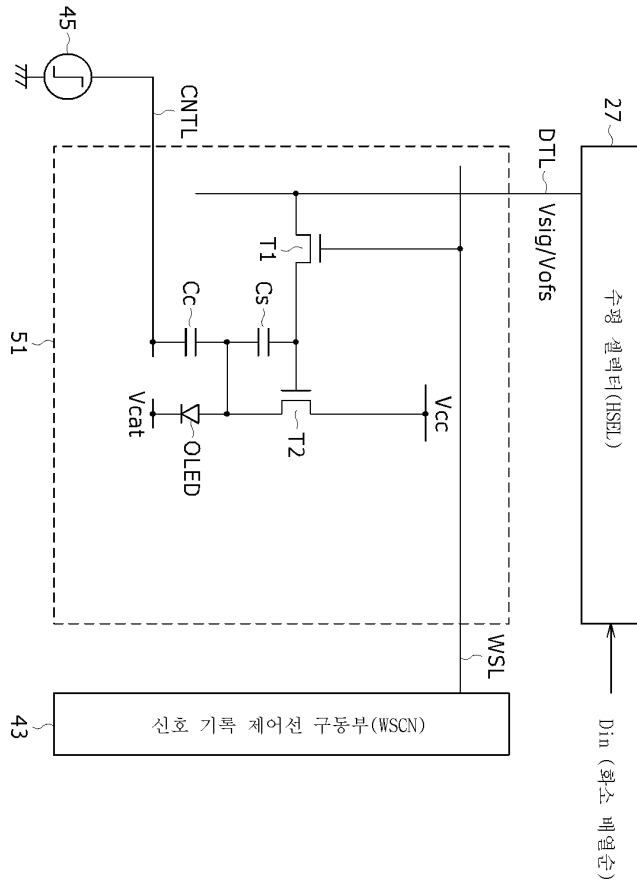 27
수평 셀렉터(HSEL)
Din (화소 배열순)
DTL
Vsig/Vofs
WSL
Vcc
T1
T2
Cs
Cc
OLED
Vcat
CNTL
45
51
신호 기록 제어선 구동부(WSCN)
43